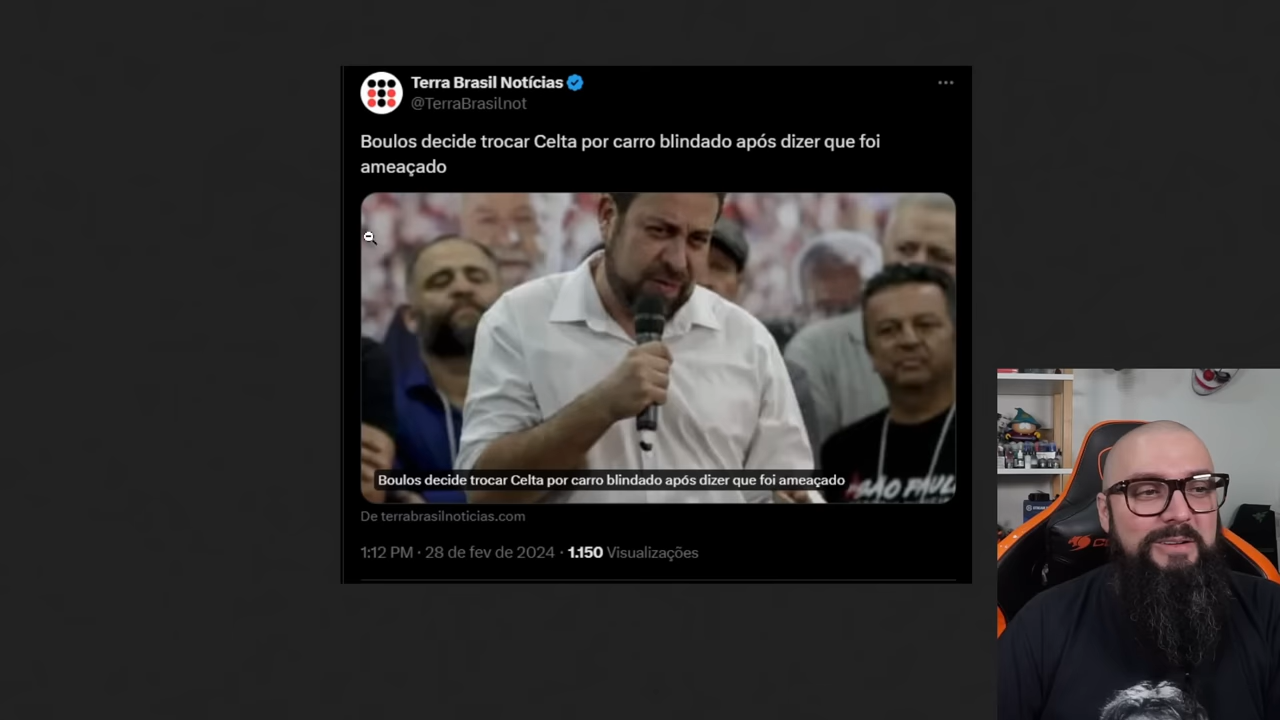 Terra Brasil Notícias
@TerraBrasilnot
Boulos decide trocar Celta por carro blindado após dizer que foi
ameaçado
SÃO PAUL
Boulos decide trocar Celta por carro blindado após dizer que foi ameaçado
De terrabrasilnoticias.com
1:12 PM · 28 de fev de 2024 · 1.150 Visualizações